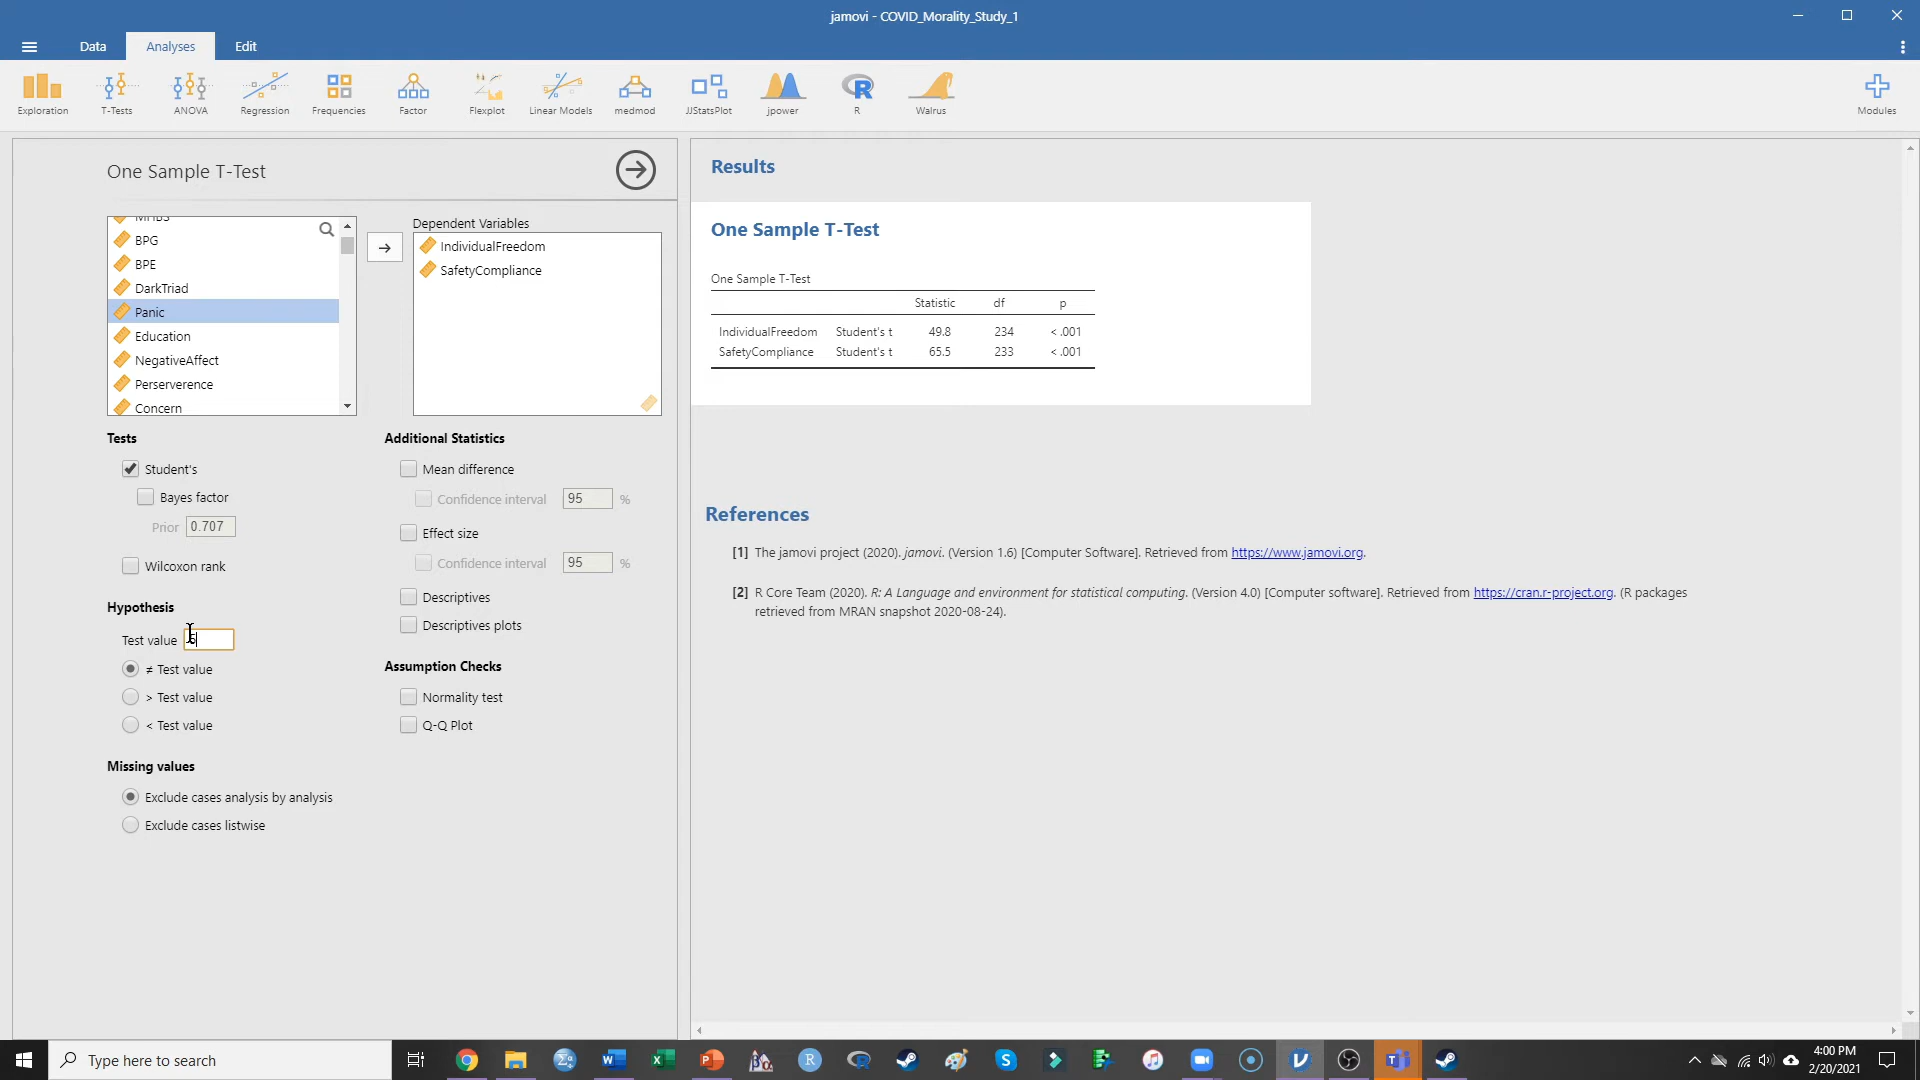 jamovi - COVID_Morality_Study_1
Data
Analyses
Edit
Exploration
T-Tests
ANOVA
Regression
Frequencies
Factor
Flexplot
Linear Models
medmod
JJStatsPlot
jpower
R
Walrus
Modules
One Sample T-Test
MHBS
BPG
BPE
DarkTriad
Panic
Education
NegativeAffect
Perserverence
Concern
Dependent Variables
IndividualFreedom
SafetyCompliance
Tests
Student's
Bayes factor
Prior 0.707
Wilcoxon rank
Hypothesis
Test value
≠ Test value
> Test value
< Test value
Missing values
Exclude cases analysis by analysis
Exclude cases listwise
Additional Statistics
Mean difference
Confidence interval 95 %
Effect size
Confidence interval 95 %
Descriptives
Descriptives plots
Assumption Checks
Normality test
Q-Q Plot
Results
One Sample T-Test
One Sample T-Test
Statistic df p
IndividualFreedom Student's t 49.8 234 < .001
SafetyCompliance Student's t 65.5 233 < .001
References
[1] The jamovi project (2020). jamovi. (Version 1.6) [Computer Software]. Retrieved from https://www.jamovi.org.
[2] R Core Team (2020). R: A Language and environment for statistical computing. (Version 4.0) [Computer software]. Retrieved from https://cran.r-project.org. (R packages
retrieved from MRAN snapshot 2020-08-24).
Type here to search
4:00 PM
2/20/2021